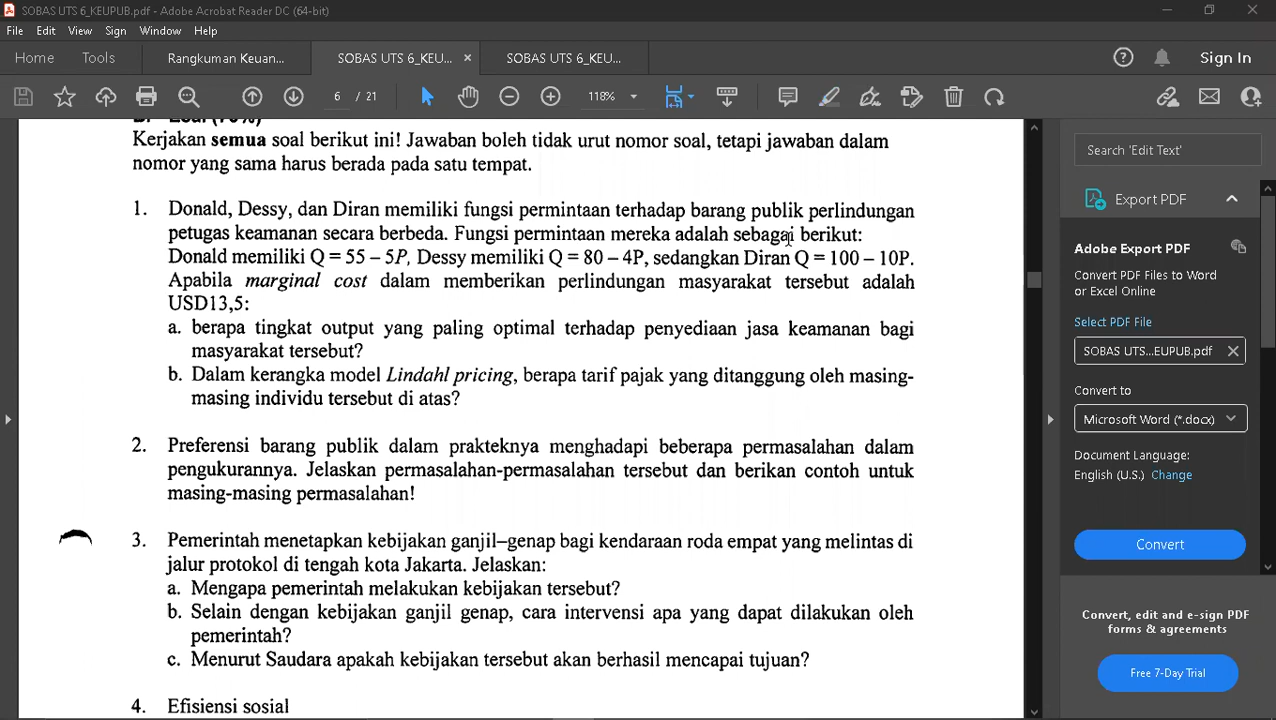 SOBAS UTS 6_KEUPUB.pdf - Adobe Acrobat Reader DC (64-bit)
File Edit View Sign Window Help
Home Tools Rangkuman Keuan... SOBAS UTS 6_KEU... SOBAS UTS 6_KEU... Sign In
6 / 21 118%
Kerjakan semua soal berikut ini! Jawaban boleh tidak urut nomor soal, tetapi jawaban dalam
nomor yang sama harus berada pada satu tempat.
1. Donald, Dessy, dan Diran memiliki fungsi permintaan terhadap barang publik perlindungan
petugas keamanan secara berbeda. Fungsi permintaan mereka adalah sebagai berikut:
Donald memiliki Q = 55 – 5P, Dessy memiliki Q = 80 – 4P, sedangkan Diran Q = 100 – 10P.
Apabila marginal cost dalam memberikan perlindungan masyarakat tersebut adalah
USD13,5:
a. berapa tingkat output yang paling optimal terhadap penyediaan jasa keamanan bagi
masyarakat tersebut?
b. Dalam kerangka model Lindahl pricing, berapa tarif pajak yang ditanggung oleh masing-
masing individu tersebut di atas?
2. Preferensi barang publik dalam prakteknya menghadapi beberapa permasalahan dalam
pengukurannya. Jelaskan permasalahan-permasalahan tersebut dan berikan contoh untuk
masing-masing permasalahan!
3. Pemerintah menetapkan kebijakan ganjil–genap bagi kendaraan roda empat yang melintas di
jalur protokol di tengah kota Jakarta. Jelaskan:
a. Mengapa pemerintah melakukan kebijakan tersebut?
b. Selain dengan kebijakan ganjil genap, cara intervensi apa yang dapat dilakukan oleh
pemerintah?
c. Menurut Saudara apakah kebijakan tersebut akan berhasil mencapai tujuan?
4. Efisiensi sosial
Search 'Edit Text'
Export PDF
Adobe Export PDF
Convert PDF Files to Word
or Excel Online
Select PDF File
SOBAS UTS...EUPUB.pdf
Convert to
Microsoft Word (*.docx)
Document Language:
English (U.S.) Change
Convert
Convert, edit and e-sign PDF
forms & agreements
Free 7-Day Trial